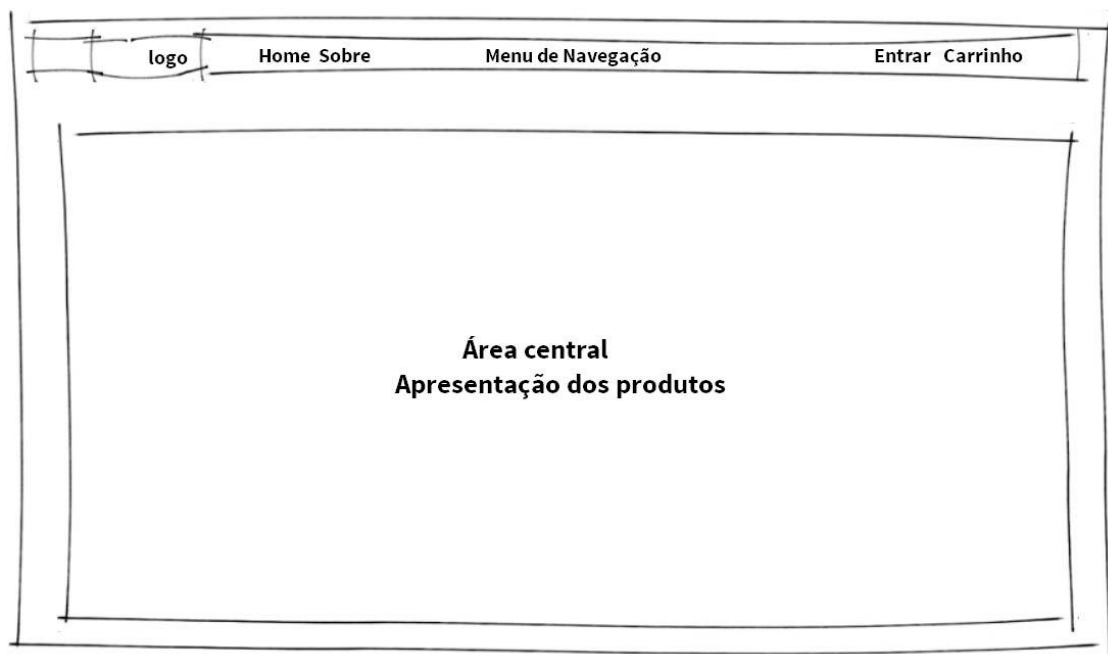 logo Home Sobre Menu de Navegação Entrar Carrinho
Área central
Apresentação dos produtos